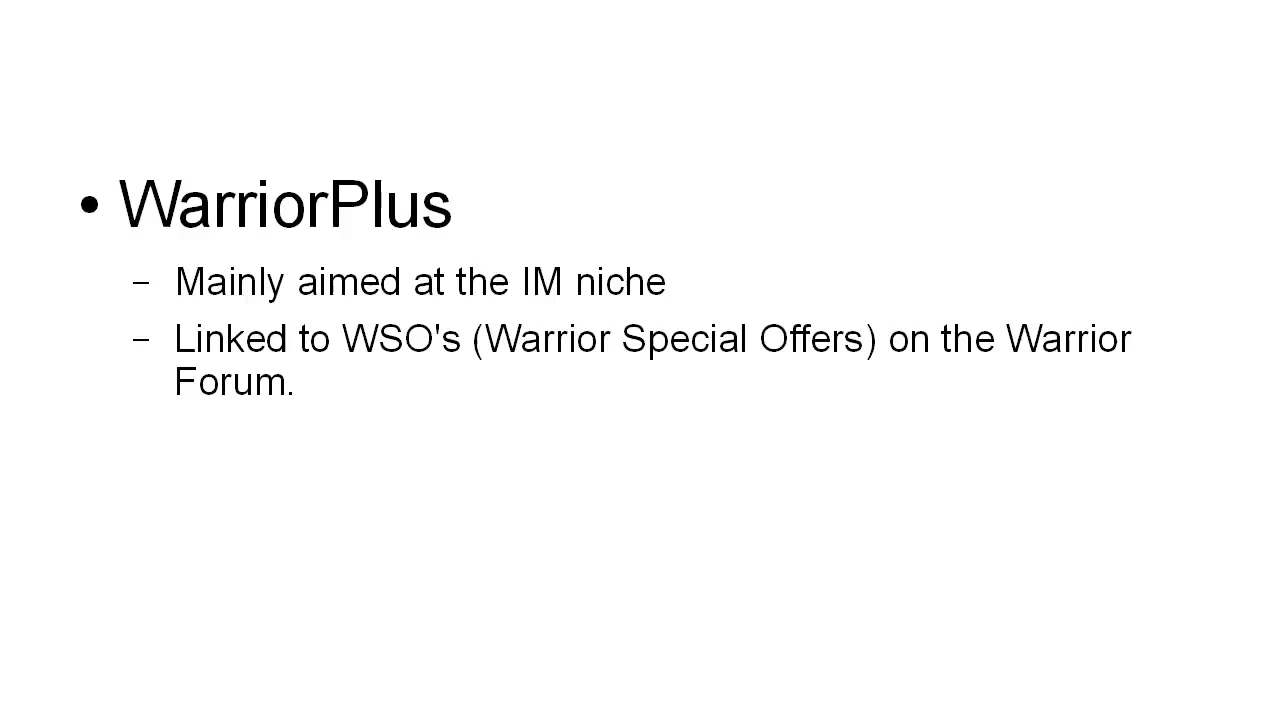 • WarriorPlus
– Mainly aimed at the IM niche
– Linked to WSO's (Warrior Special Offers) on the Warrior
Forum.